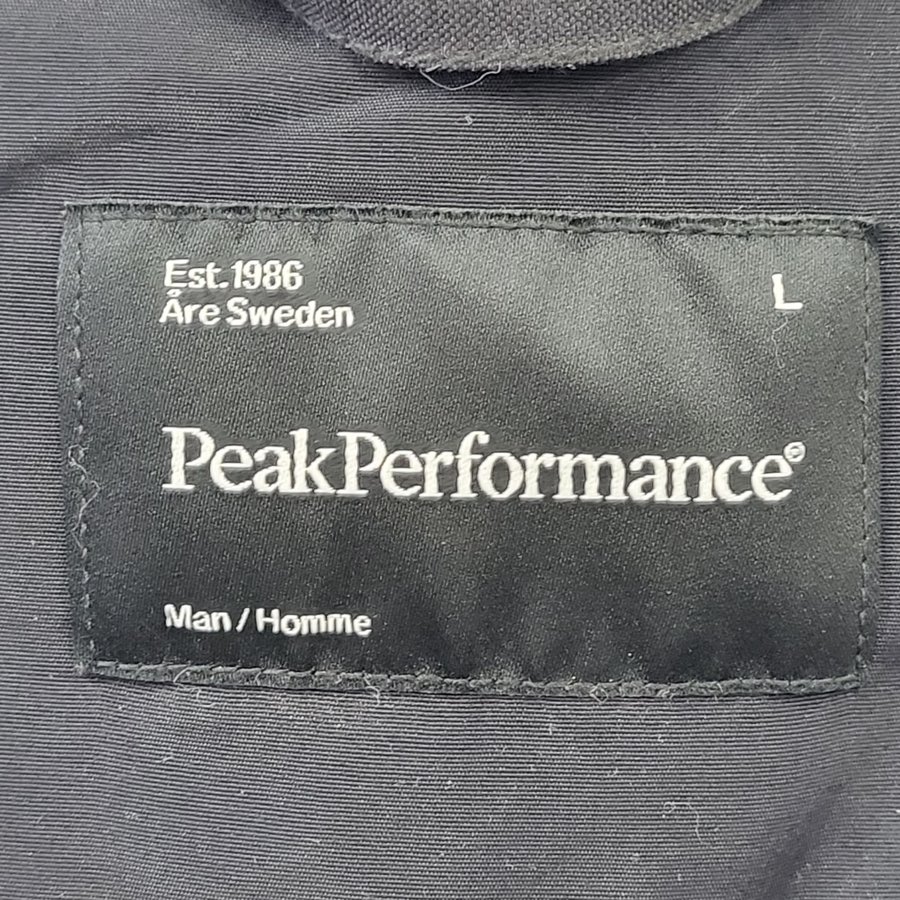 Est.1986
Åre Sweden
L
PeakPerformance®
Man / Homme